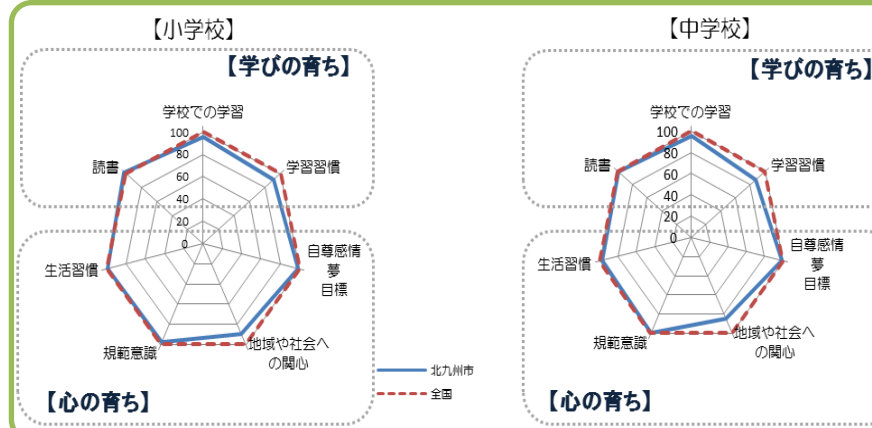 【小学校】
【学びの育ち】
学校での学習
100
80
60
40
20
0
読書
学習習慣
生活習慣
自尊感情
夢
目標
規範意識
地域や社会へ
の関心
【心の育ち】
北九州市
全国
【中学校】
【学びの育ち】
学校での学習
100
80
60
40
20
0
読書
学習習慣
生活習慣
自尊感情
夢
目標
規範意識
地域や社会へ
の関心
【心の育ち】